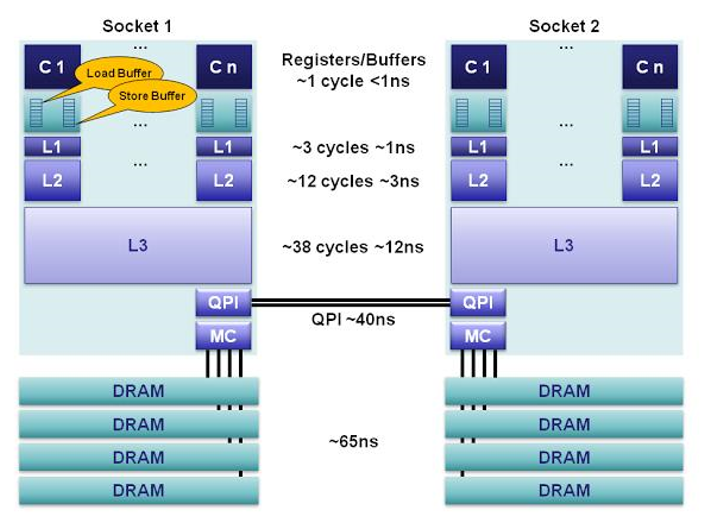 Socket 1
Socket 2
... ...
C 1 Load Buffer C n Registers/Buffers C 1 C n
~1 cycle <1ns
Store Buffer
... ...
L1 L1 ~3 cycles ~1ns L1 L1
... ...
L2 L2 ~12 cycles ~3ns L2 L2
L3 ~38 cycles ~12ns L3
QPI QPI
QPI ~40ns
MC MC
DRAM DRAM
DRAM DRAM
~65ns
DRAM DRAM
DRAM DRAM